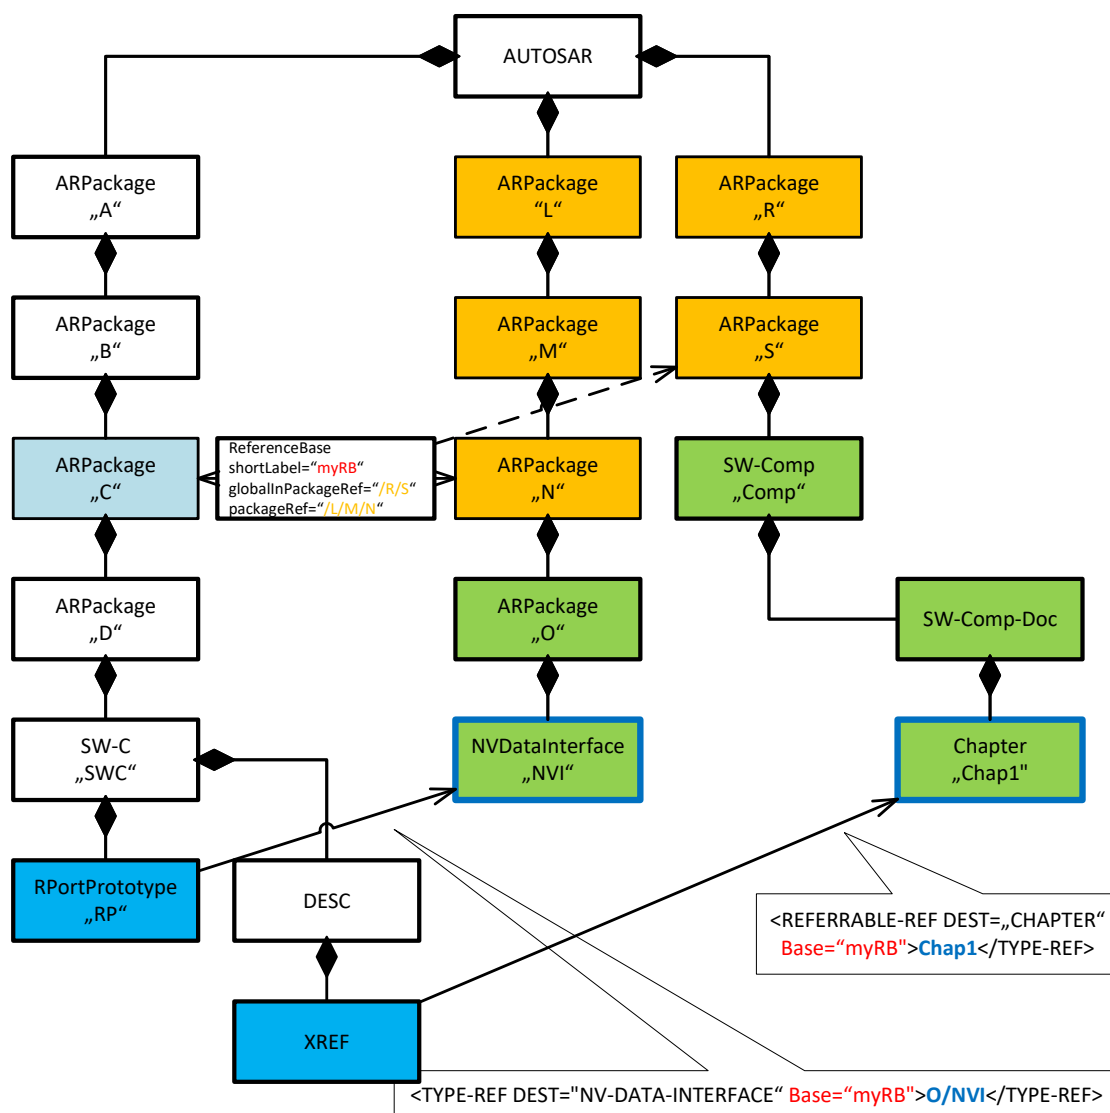 AUTOSAR
ARPackage
„A“
ARPackage
“L“
ARPackage
„R“
ARPackage
„B“
ARPackage
„M“
ARPackage
„S“
ARPackage
„C“
ReferenceBase
shortLabel=“myRB“
globalInPackageRef=“/R/S“
packageRef=“/L/M/N“
ARPackage
„N“
SW-Comp
„Comp“
ARPackage
„D“
ARPackage
„O“
SW-Comp-Doc
SW-C
„SWC“
NVDataInterface
„NVI“
Chapter
„Chap1"
RPortPrototype
„RP“
DESC
<REFERRABLE-REF DEST=„CHAPTER“
Base=“myRB">Chap1</TYPE-REF>
XREF
<TYPE-REF DEST="NV-DATA-INTERFACE“ Base=“myRB">O/NVI</TYPE-REF>